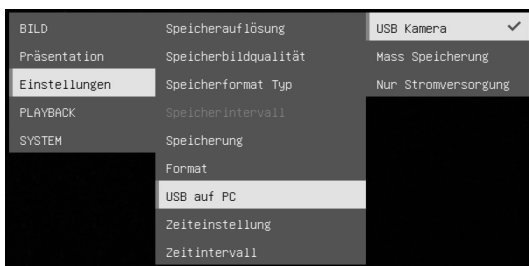 BILD
Präsentation
Einstellungen
PLAYBACK
SYSTEM
Speicherauflösung
Speicherbildqualität
Speicherformat Typ
Speicherintervall
Speicherung
Format
USB auf PC
Zeiteinstellung
Zeitintervall
USB Kamera
Mass Speicherung
Nur Stromversorgung